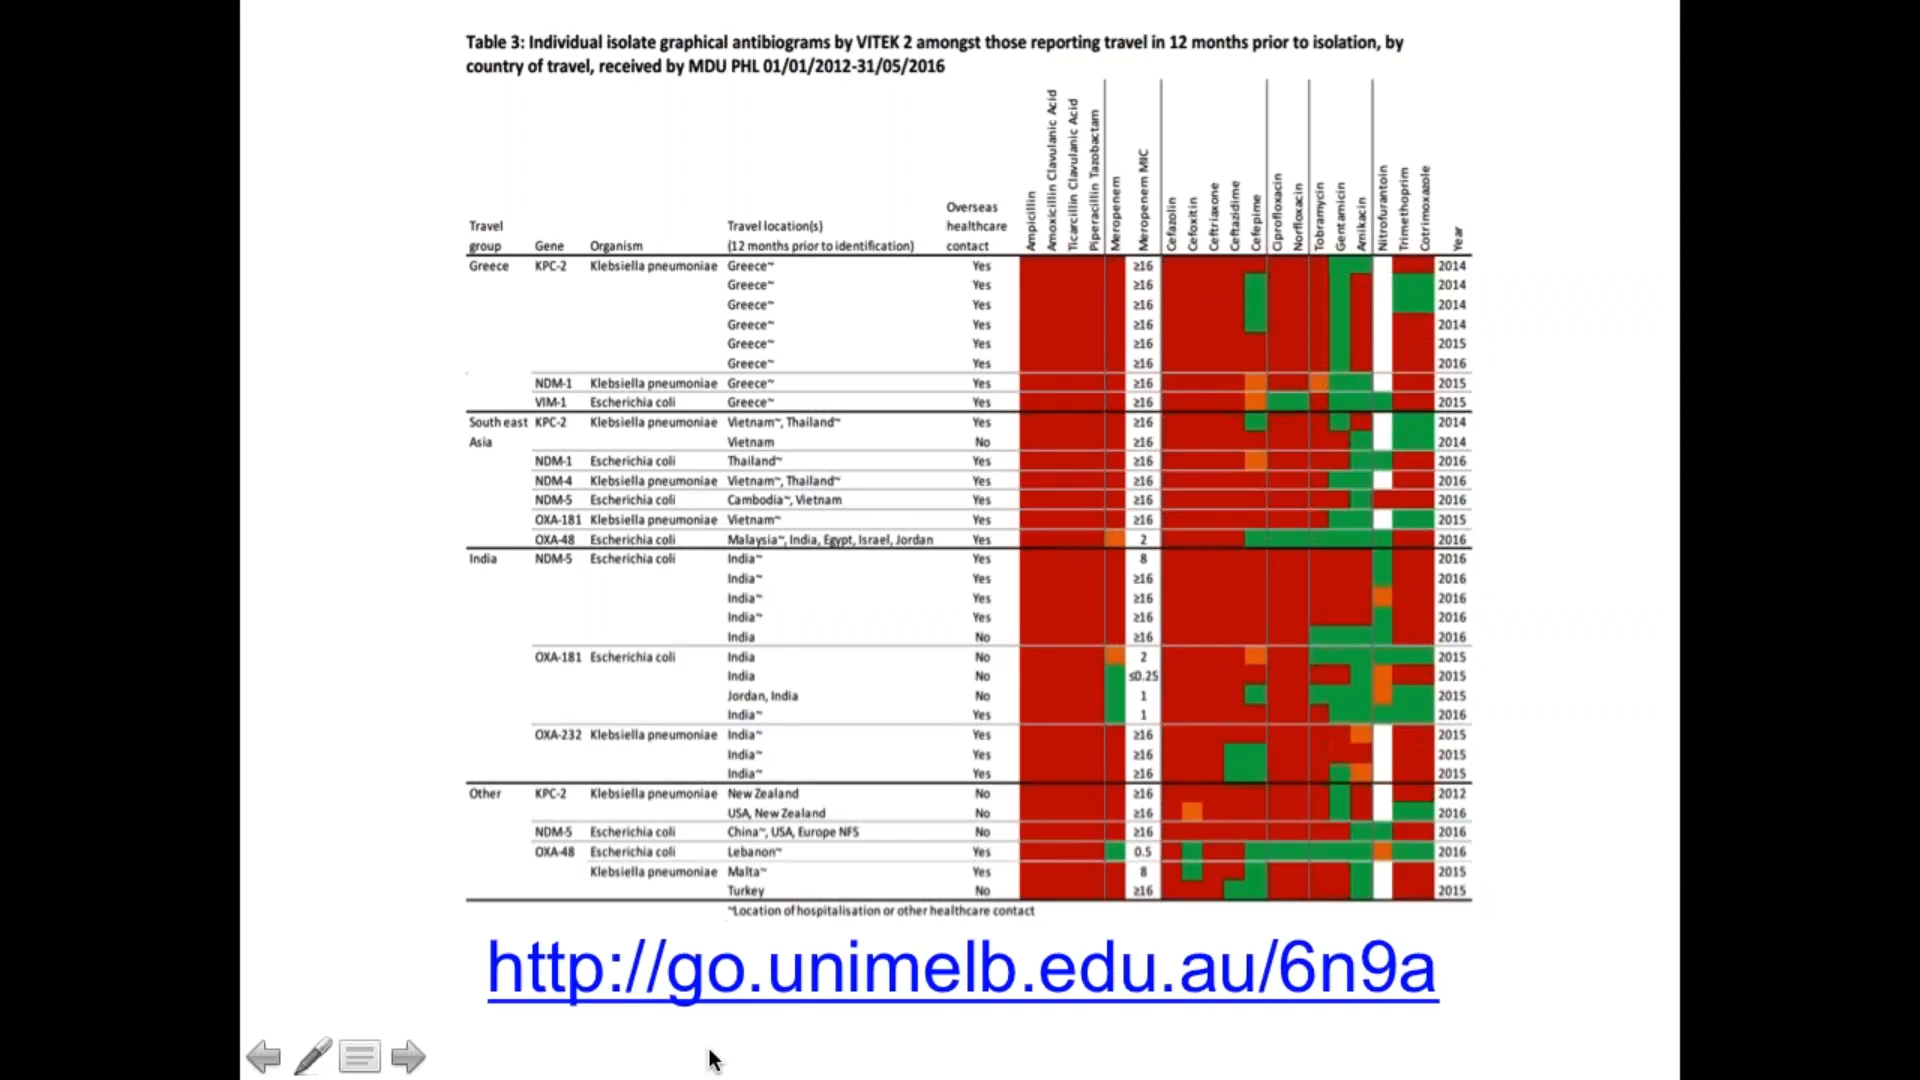 Table 3: Individual isolate graphical antibiograms by VITEK 2 amongst those reporting travel in 12 months prior to isolation, by
country of travel, received by MDU PHL 01/01/2012-31/05/2016
Travel group Gene Organism Travel location(s) (12 months prior to identification) Overseas healthcare contact Ampicillin Amoxicillin Clavulanic Acid Ticarcillin Clavulanic Acid Piperacillin Tazobactam Meropenem Meropenem MIC Cefazolin Cefoxitin Ceftriaxone Ceftazidime Cefepime Ciprofloxacin Norfloxacin Tobramycin Gentamicin Amikacin Nitrofurantoin Trimethoprim Cotrimoxazole Year
Greece KPC-2 Klebsiella pneumoniae Greece~ Yes ≥16 2014
Greece~ Yes ≥16 2014
Greece~ Yes ≥16 2014
Greece~ Yes ≥16 2014
Greece~ Yes ≥16 2015
Greece~ Yes ≥16 2016
NDM-1 Klebsiella pneumoniae Greece~ Yes ≥16 2015
VIM-1 Escherichia coli Greece~ Yes ≥16 2015
South east KPC-2 Klebsiella pneumoniae Vietnam~, Thailand~ Yes ≥16 2014
Asia Vietnam No ≥16 2014
NDM-1 Escherichia coli Thailand~ Yes ≥16 2016
NDM-4 Klebsiella pneumoniae Vietnam~, Thailand~ Yes ≥16 2016
NDM-5 Escherichia coli Cambodia~, Vietnam Yes ≥16 2016
OXA-181 Klebsiella pneumoniae Vietnam~ Yes ≥16 2015
OXA-48 Escherichia coli Malaysia~, India, Egypt, Israel, Jordan Yes 2 2016
India NDM-5 Escherichia coli India~ Yes 8 2016
India~ Yes ≥16 2016
India~ Yes ≥16 2016
India~ Yes ≥16 2016
India No ≥16 2016
OXA-181 Escherichia coli India No 2 2015
India No ≤0.25 2015
Jordan, India No 1 2015
India~ Yes 1 2016
OXA-232 Klebsiella pneumoniae India~ Yes ≥16 2015
India~ Yes ≥16 2015
India~ Yes ≥16 2015
Other KPC-2 Klebsiella pneumoniae New Zealand No ≥16 2012
USA, New Zealand No ≥16 2016
NDM-5 Escherichia coli China~, USA, Europe NFS No ≥16 2016
OXA-48 Escherichia coli Lebanon~ Yes 0.5 2016
Klebsiella pneumoniae Malta~ Yes 8 2015
Turkey No ≥16 2015
~Location of hospitalisation or other healthcare contact
http://go.unimelb.edu.au/6n9a